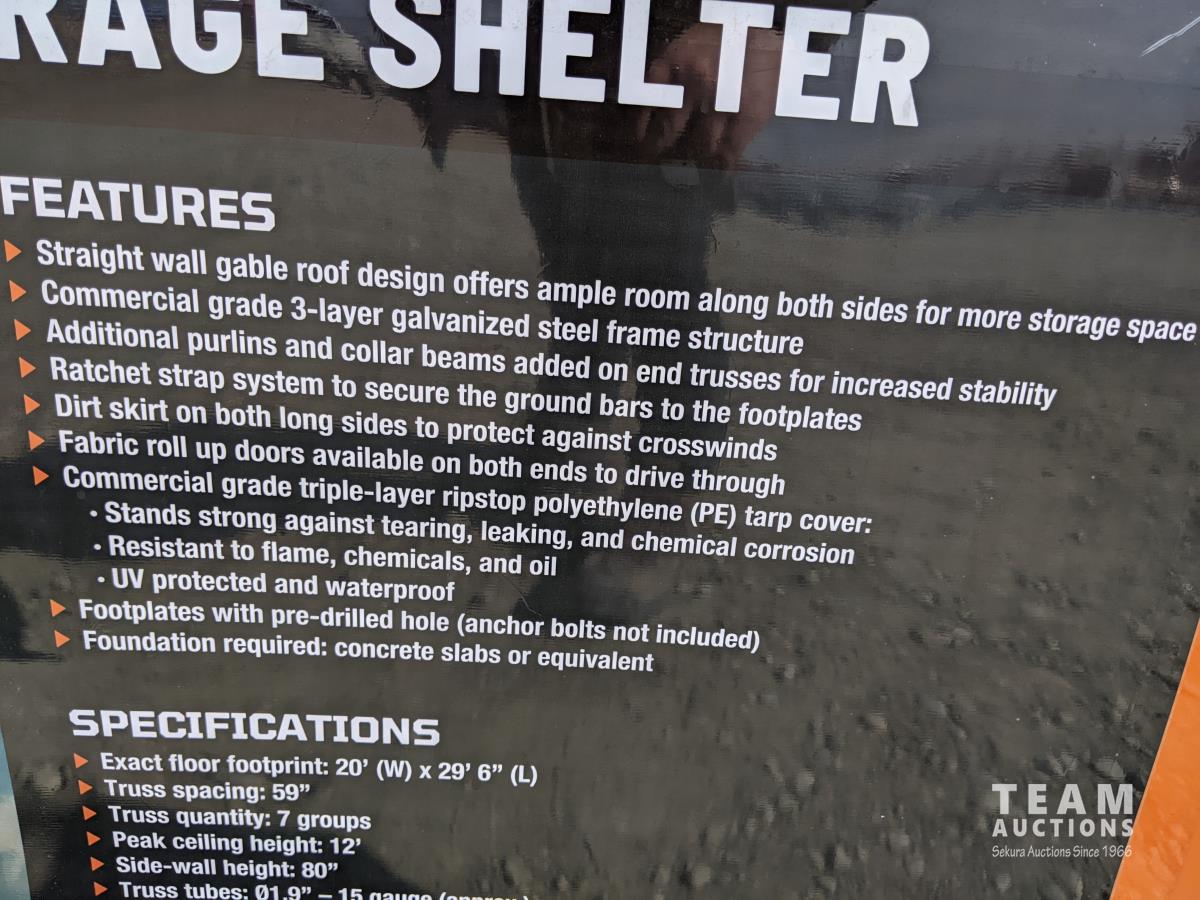 RAGE SHELTER
FEATURES
Straight wall gable roof design offers ample room along both sides for more storage space
Commercial grade 3-layer galvanized steel frame structure
Additional purlins and collar beams added on end trusses for increased stability
Ratchet strap system to secure the ground bars to the footplates
Dirt skirt on both long sides to protect against crosswinds
Fabric roll up doors available on both ends to drive through
Commercial grade triple-layer ripstop polyethylene (PE) tarp cover:
• Stands strong against tearing, leaking, and chemical corrosion
• Resistant to flame, chemicals, and oil
• UV protected and waterproof
Footplates with pre-drilled hole (anchor bolts not included)
Foundation required: concrete slabs or equivalent
SPECIFICATIONS
Exact floor footprint: 20' (W) x 29' 6" (L)
Truss spacing: 59"
Truss quantity: 7 groups
Peak ceiling height: 12'
Side-wall height: 80"
Truss tubes: Ø1.9" – 15 gauge (approx.)
TEAM
AUCTIONS
Sekura Auctions Since 1966